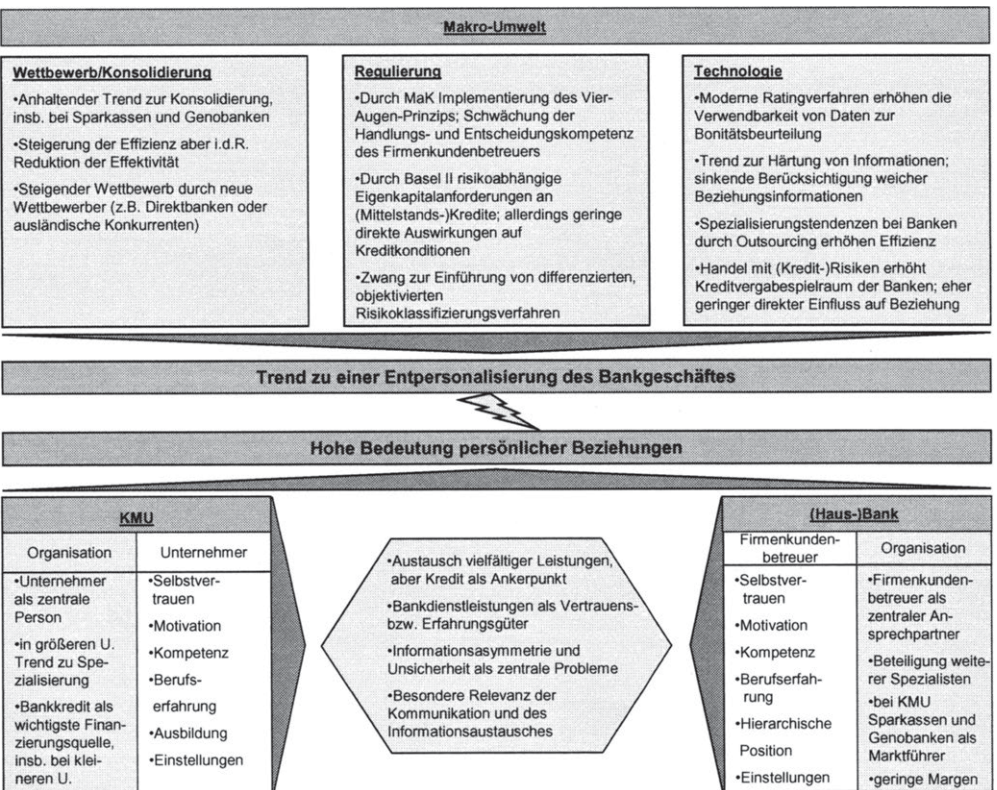 Makro-Umwelt
Wettbewerb/Konsolidierung
•Anhaltender Trend zur Konsolidierung,
insb. bei Sparkassen und Genobanken
•Steigerung der Effizienz aber i.d.R.
Reduktion der Effektivität
•Steigender Wettbewerb durch neue
Wettbewerber (z.B. Direktbanken oder
ausländische Konkurrenten)
Regulierung
•Durch MaK Implementierung des Vier-
Augen-Prinzips; Schwächung der
Handlungs- und Entscheidungskompetenz
des Firmenkundenbetreuers
•Durch Basel II risikoabhängige
Eigenkapitalanforderungen an
(Mittelstands-)Kredite; allerdings geringe
direkte Auswirkungen auf
Kreditkonditionen
•Zwang zur Einführung von differenzierten,
objektivierten
Risikoklassifizierungsverfahren
Technologie
•Moderne Ratingverfahren erhöhen die
Verwendbarkeit von Daten zur
Bonitätsbeurteilung
•Trend zur Härtung von Informationen;
sinkende Berücksichtigung weicher
Beziehungsinformationen
•Spezialisierungstendenzen bei Banken
durch Outsourcing erhöhen Effizienz
•Handel mit (Kredit-)Risiken erhöht
Kreditvergabespielraum der Banken; eher
geringer direkter Einfluss auf Beziehung
Trend zu einer Entpersonalisierung des Bankgeschäftes
Hohe Bedeutung persönlicher Beziehungen
KMU
Organisation
•Unternehmer
als zentrale
Person
•in größeren U.
Trend zu Spe-
zialisierung
•Bankkredit als
wichtigste Finan-
zierungsquelle,
insb. bei klei-
neren U.
Unternehmer
•Selbstver-
trauen
•Motivation
•Kompetenz
•Berufs-
erfahrung
•Ausbildung
•Einstellungen
•Austausch vielfältiger Leistungen,
aber Kredit als Ankerpunkt
•Bankdienstleistungen als Vertrauens-
bzw. Erfahrungsgüter
•Informationsasymmetrie und
Unsicherheit als zentrale Probleme
•Besondere Relevanz der
Kommunikation und des
Informationsaustausches
(Haus-)Bank
Firmenkunden-
betreuer
•Selbstver-
trauen
•Motivation
•Kompetenz
•Berufserfah-
rung
•Hierarchische
Position
•Einstellungen
Organisation
•Firmenkunden-
betreuer als
zentraler An-
sprechpartner
•Beteiligung weite-
rer Spezialisten
•bei KMU
Sparkassen und
Genobanken als
Marktführer
•geringe Margen